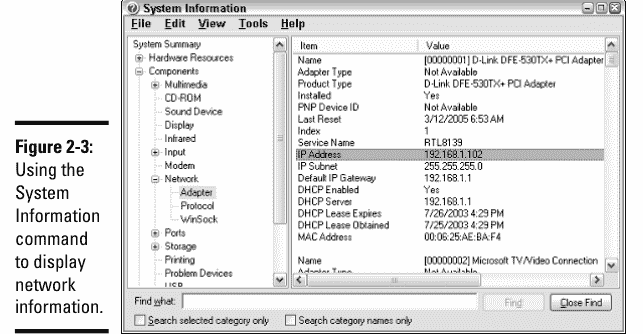 System Information
File Edit View Tools Help
System Summary
Hardware Resources
Components
Multimedia
CD-ROM
Sound Device
Display
Infrared
Input
Modem
Network
Adapter
Protocol
WinSock
Ports
Storage
Printing
Problem Devices
USB
Item Value
Name [00000001] D-Link DFE-530TX+ PCI Adapter
Adapter Type Not Available
Product Type D-Link DFE-530TX+ PCI Adapter
Installed Yes
PNP Device ID Not Available
Last Reset 3/12/2005 6:53 AM
Index 1
Service Name RTL8139
IP Address 192.168.1.102
IP Subnet 255.255.255.0
Default IP Gateway 192.168.1.1
DHCP Enabled Yes
DHCP Server 192.168.1.1
DHCP Lease Expires 7/26/2003 4:29 PM
DHCP Lease Obtained 7/25/2003 4:29 PM
MAC Address 00:06:25:AE:BA:F4
Name [00000002] Microsoft TV/Video Connection
Adapter Type Not Available
Find what: Find Close Find
Search selected category only Search category names only
Figure 2-3:
Using the
System
Information
command
to display
network
information.